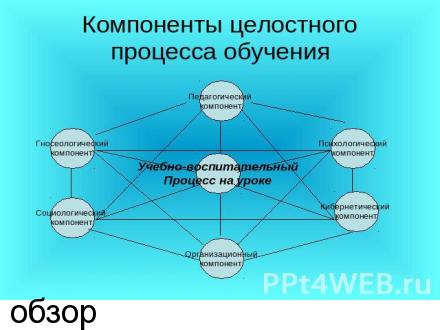 Компоненты целостного
процесса обучения
Педагогический
компонент
Гносеологический
компонент
Психологический
компонент
Учебно-воспитательный
Процесс на уроке
Социологический
компонент
Кибернетический
компонент
Организационный
компонент
PPt4WEB.ru
обзор